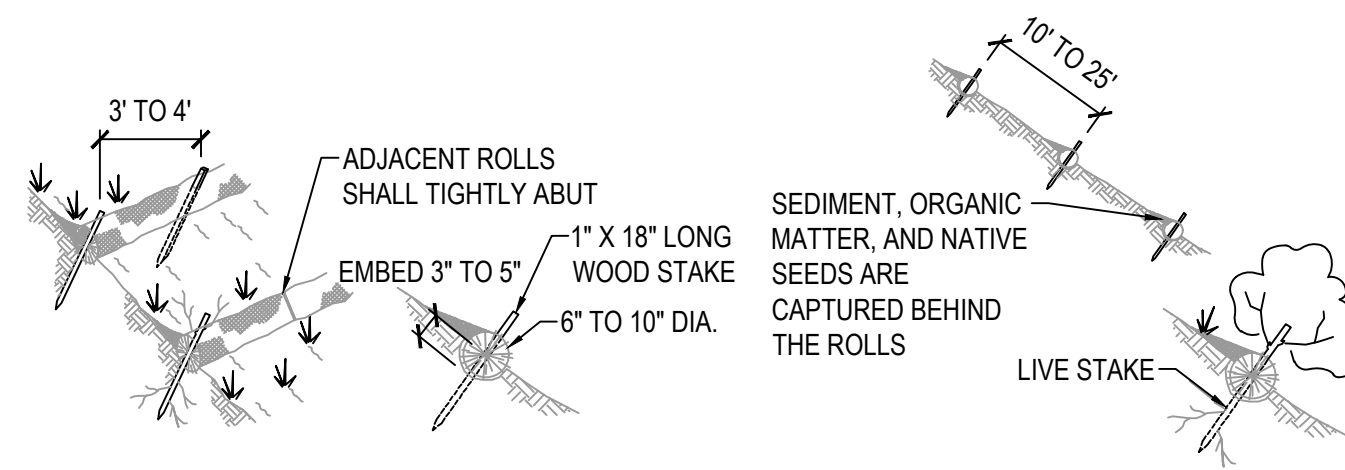 3' TO 4'
ADJACENT ROLLS
SHALL TIGHTLY ABUT
EMBED 3" TO 5"
1" X 18" LONG
WOOD STAKE
6" TO 10" DIA.
10' TO 25'
SEDIMENT, ORGANIC
MATTER, AND NATIVE
SEEDS ARE
CAPTURED BEHIND
THE ROLLS
LIVE STAKE